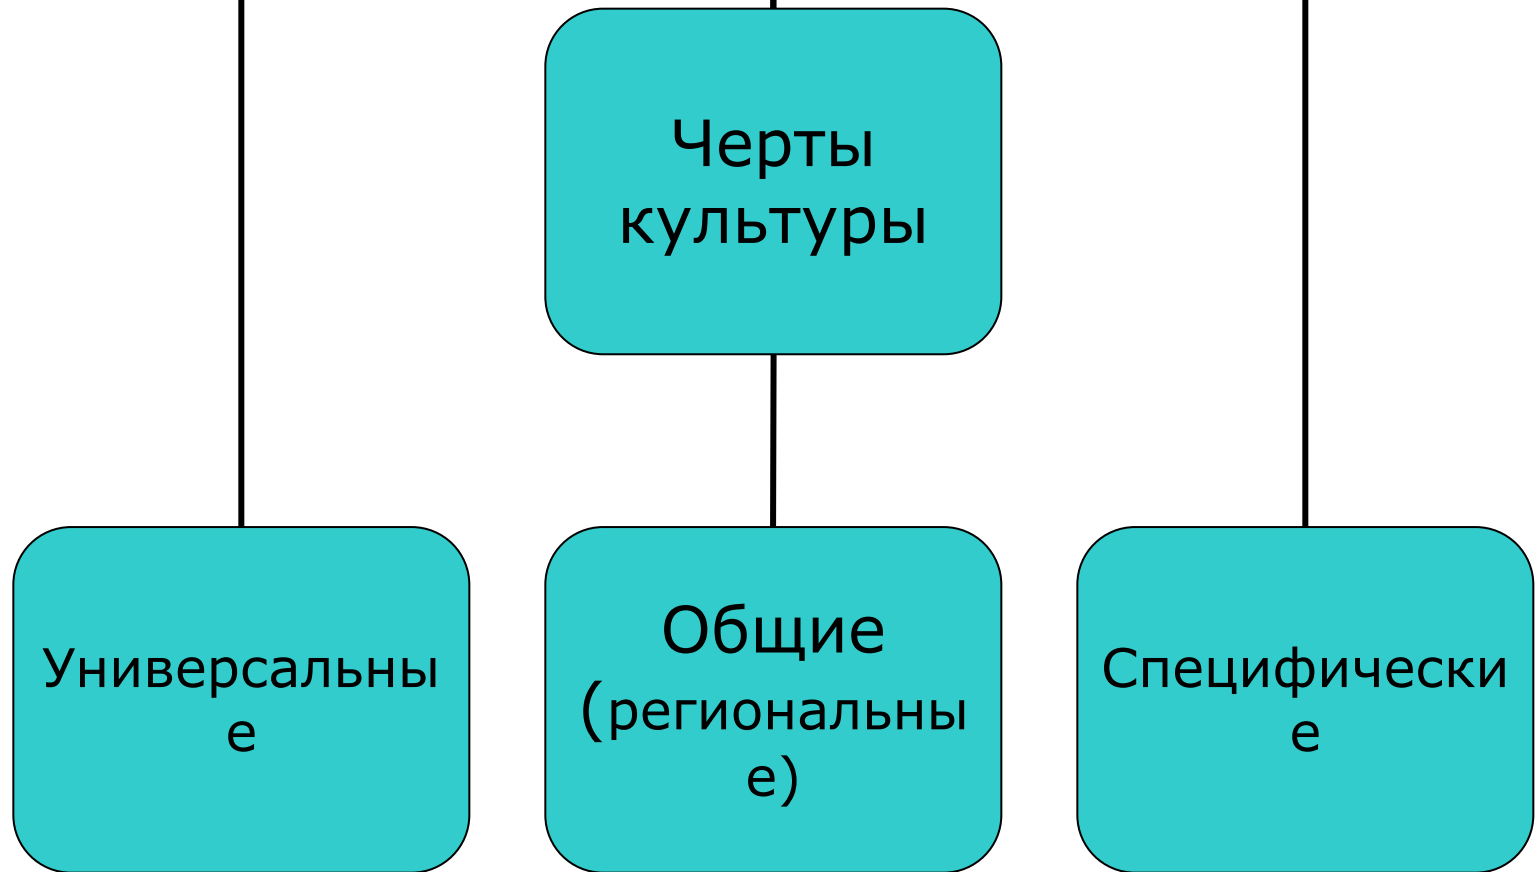 Черты
культуры
Универсальны
е
Общие
(региональны
е)
Специфически
е